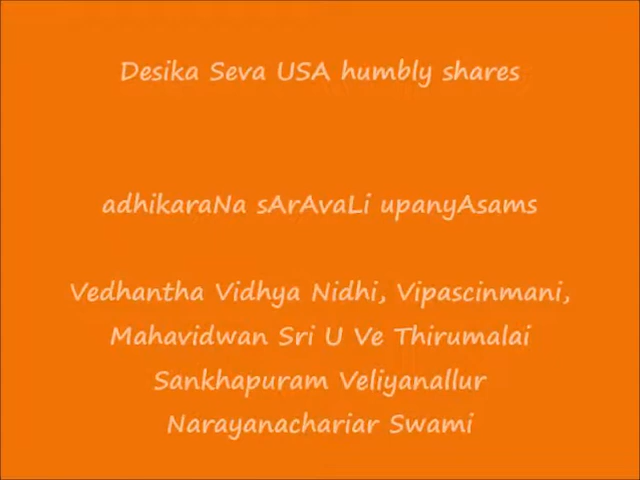 Desika Seva USA humbly shares
adhikaraNa sArAvaLi upanyAsams
Vedhantha Vidhya Nidhi, Vipascinmani,
Mahavidwan Sri U Ve Thirumalai
Sankhapuram Veliyanallur
Narayanachariar Swami